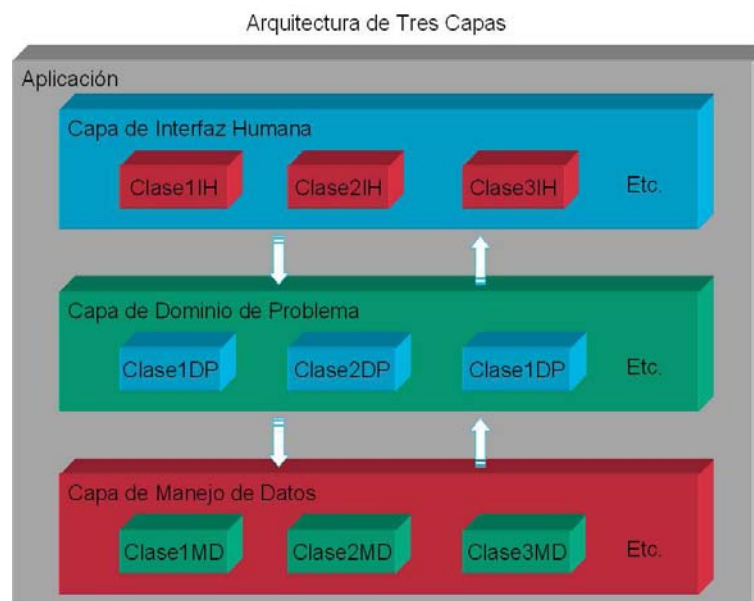 Arquitectura de Tres Capas
Aplicación
Capa de Interfaz Humana
Clase1IH Clase2IH Clase3IH Etc.
Capa de Dominio de Problema
Clase1DP Clase2DP Clase1DP Etc.
Capa de Manejo de Datos
Clase1MD Clase2MD Clase3MD Etc.